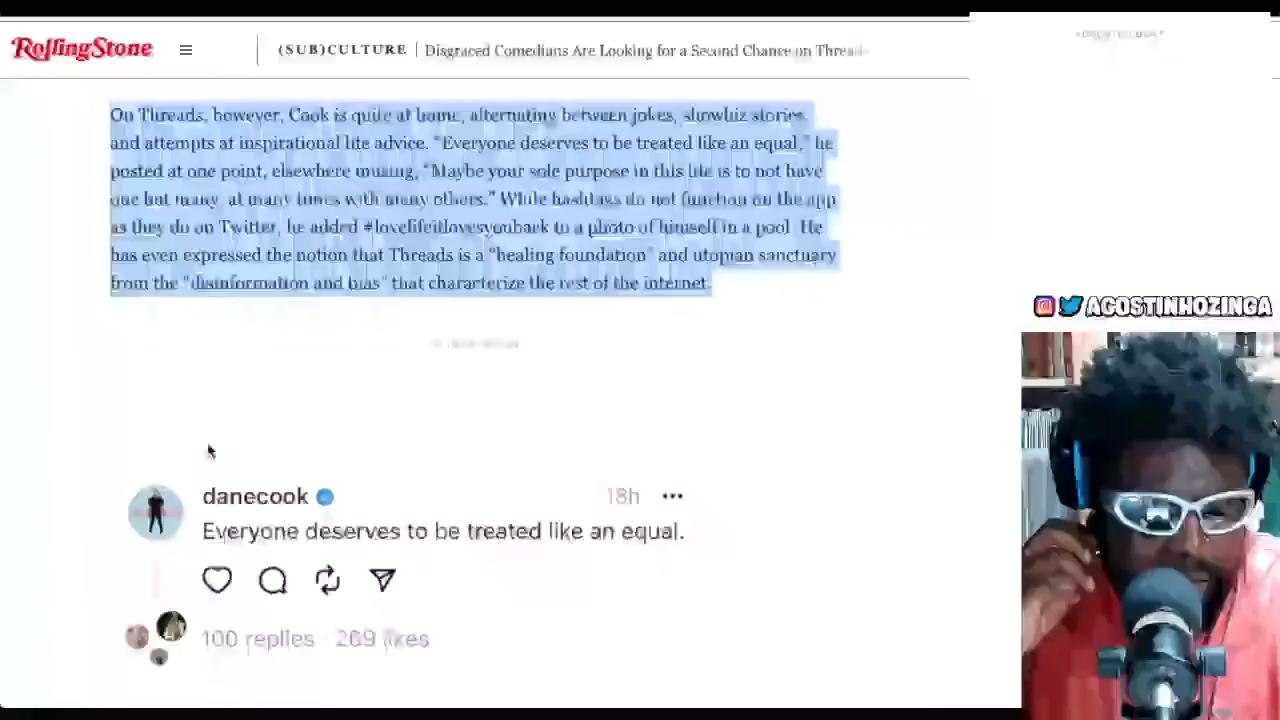 RollingStone
(SUB)CULTURE
Disgraced Comedians Are Looking for a Second Chance on Threads
ADVERTISEMENT
On Threads, however, Cook is quite at home, alternating between jokes, showbiz stories
and attempts at inspirational life advice. "Everyone deserves to be treated like an equal," he
posted at one point, elsewhere musing, "Maybe your sole purpose in this life is to not have
one but many, at many times with many others." While hashtags do not function on the app
as they do on Twitter, he added #lovelifeitlovesyouback to a photo of himself in a pool. He
has even expressed the notion that Threads is a "healing foundation" and utopian sanctuary
from the "disinformation and bias" that characterize the rest of the internet.
AGOSTINHOZINGA
danecook
18h
Everyone deserves to be treated like an equal.
100 replies · 269 likes